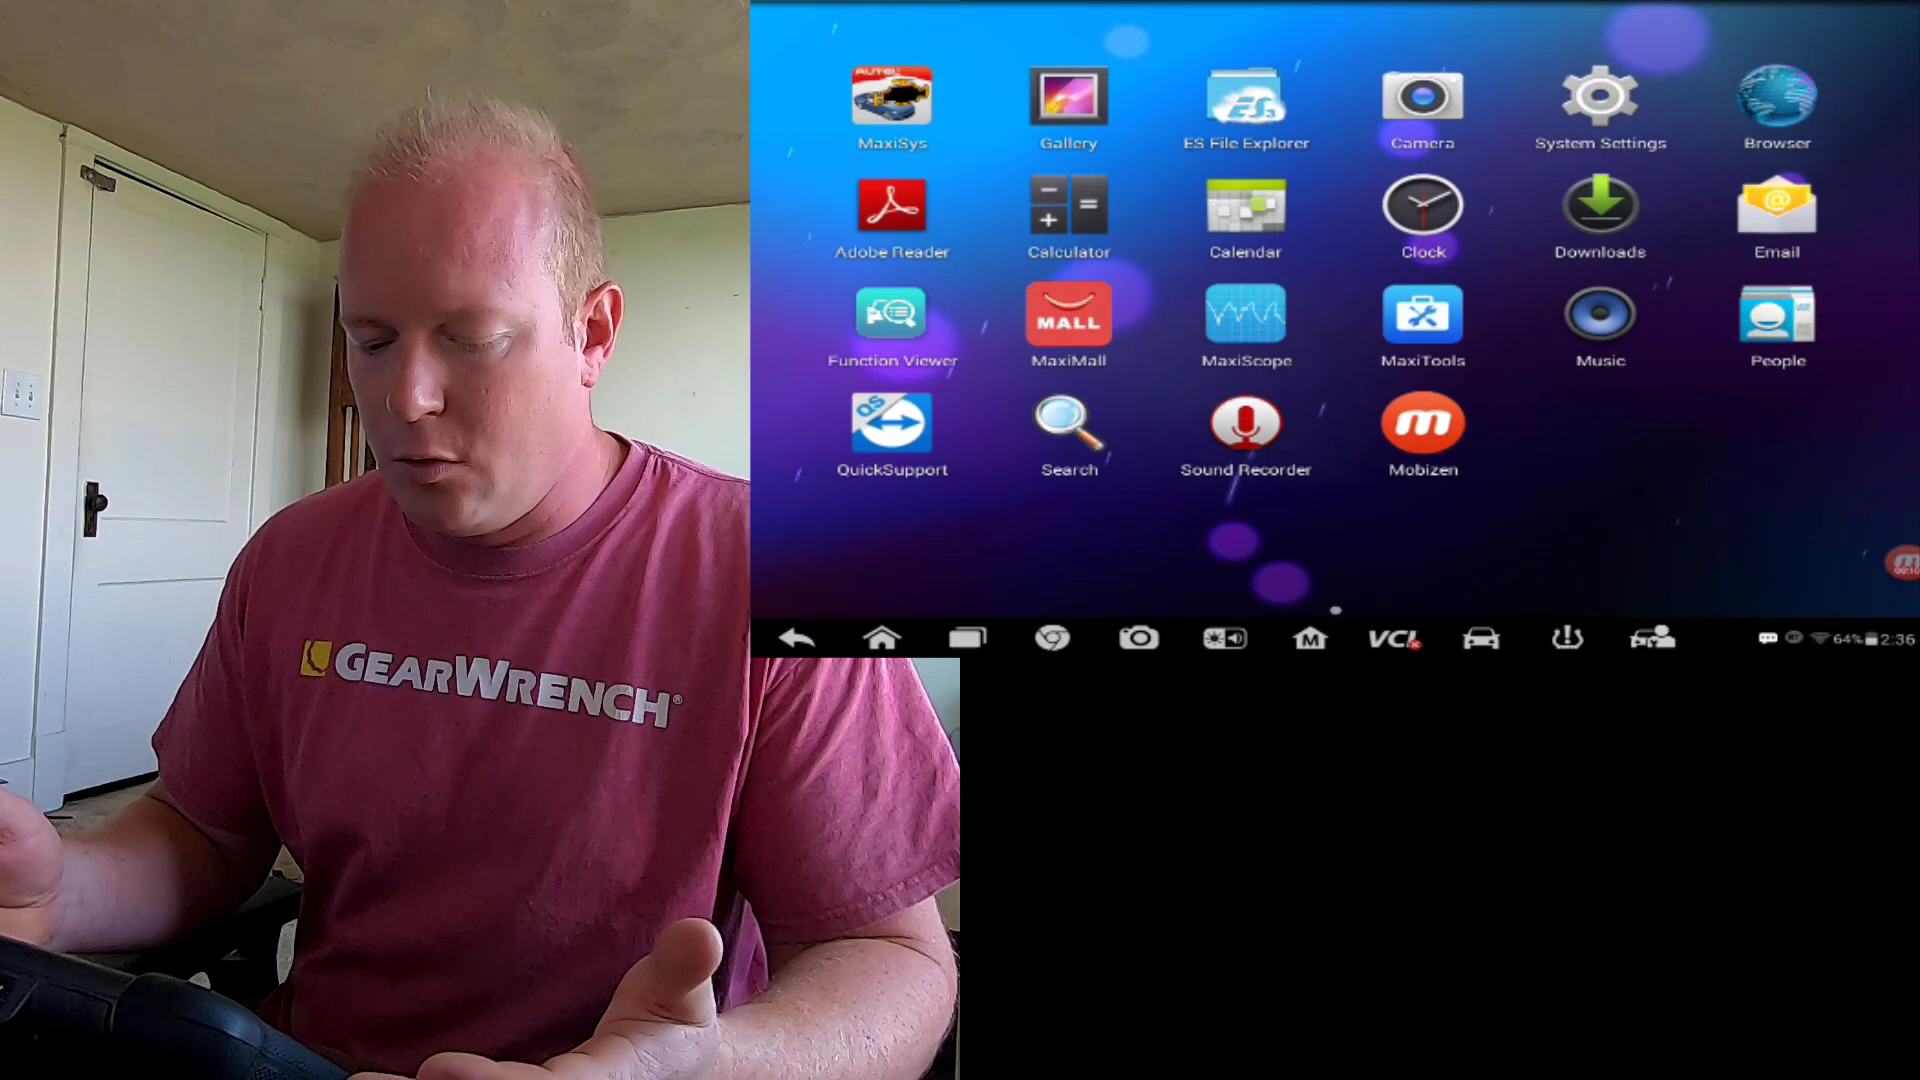 AUTEL
MaxiSys
Gallery
ES File Explorer
Camera
System Settings
Browser
Adobe Reader
Calculator
Calendar
Clock
Downloads
Email
MALL
Function Viewer
MaxiMall
MaxiScope
MaxiTools
Music
People
QS
m
QuickSupport
Search
Sound Recorder
Mobizen
M
VCI
64%
2:36
GEARWRENCH®